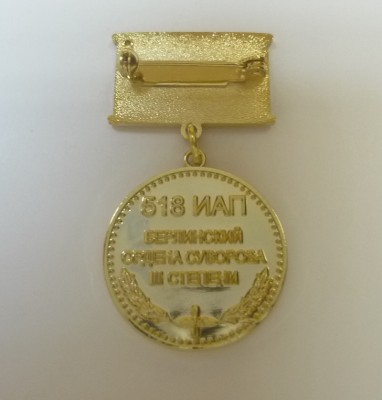 518 ИАП
БЕРЛИНСКИЙ
ОРДЕНА СУВОРОВА
III СТЕПЕНИ